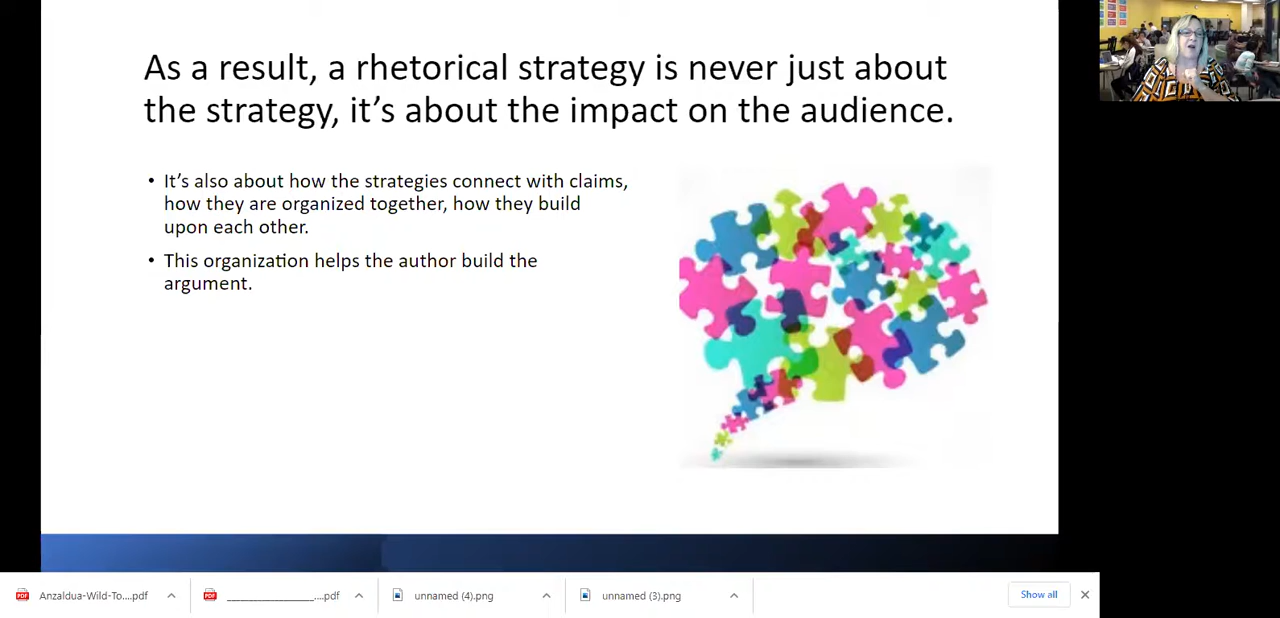 As a result, a rhetorical strategy is never just about
the strategy, it’s about the impact on the audience.
• It’s also about how the strategies connect with claims,
how they are organized together, how they build
upon each other.
• This organization helps the author build the
argument.
Anzaldua-Wild-To....pdf
____________________....pdf
unnamed (4).png
unnamed (3).png
Show all